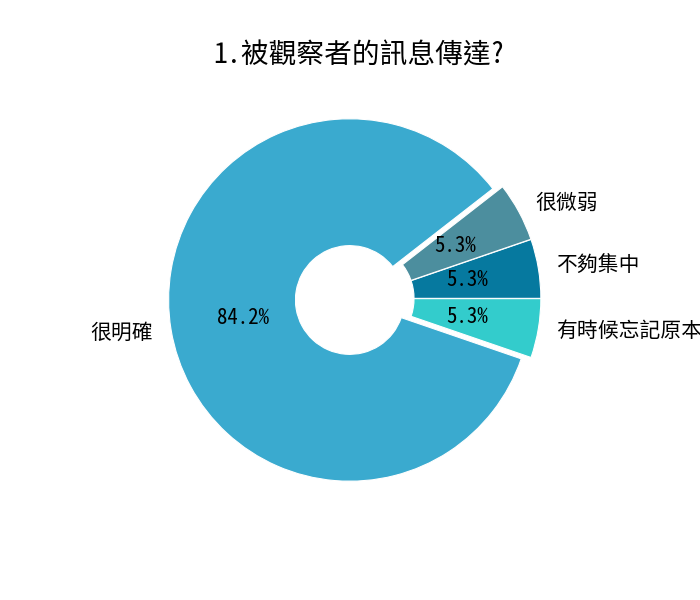 1.被觀察者的訊息傳達?
很微弱
5.3%
不夠集中
5.3%
5.3%
有時候忘記原本
84.2%
很明確